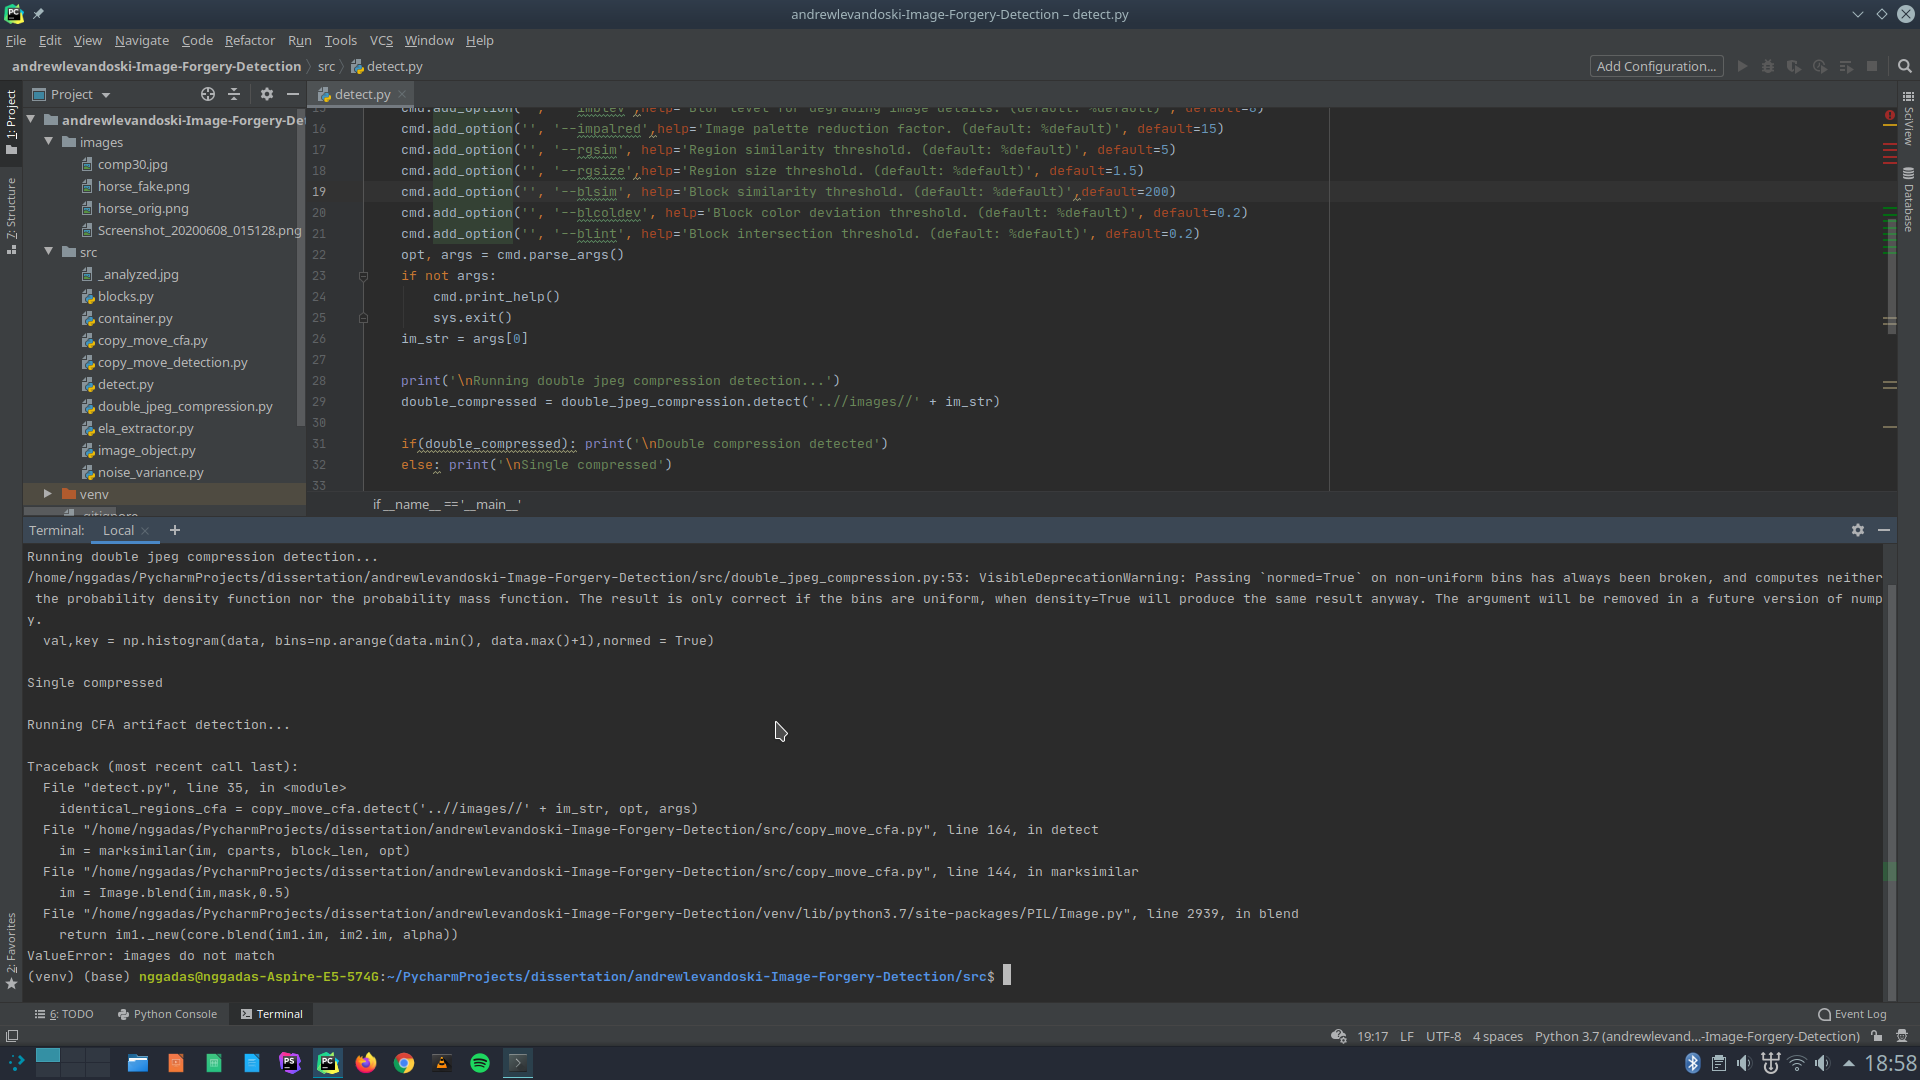 andrewlevandoski-Image-Forgery-Detection – detect.py
File Edit View Navigate Code Refactor Run Tools VCS Window Help
andrewlevandoski-Image-Forgery-Detection src detect.py Add Configuration...
Project
detect.py
1: Project
7: Structure
2: Favorites
SciView
Database
andrewlevandoski-Image-Forgery-De
images
comp30.jpg
horse_fake.png
horse_orig.png
Screenshot_20200608_015128.png
src
_analyzed.jpg
blocks.py
container.py
copy_move_cfa.py
copy_move_detection.py
detect.py
double_jpeg_compression.py
ela_extractor.py
image_object.py
noise_variance.py
venv
.gitignore
15 cmd.add_option('', '--imblev',help='Blur level for degrading image details. (default: %default)', default=8)
16 cmd.add_option('', '--impalred',help='Image palette reduction factor. (default: %default)', default=15)
17 cmd.add_option('', '--rgsim', help='Region similarity threshold. (default: %default)', default=5)
18 cmd.add_option('', '--rgsize',help='Region size threshold. (default: %default)', default=1.5)
19 cmd.add_option('', '--blsim', help='Block similarity threshold. (default: %default)',default=200)
20 cmd.add_option('', '--blcoldev', help='Block color deviation threshold. (default: %default)', default=0.2)
21 cmd.add_option('', '--blint', help='Block intersection threshold. (default: %default)', default=0.2)
22 opt, args = cmd.parse_args()
23 if not args:
24 cmd.print_help()
25 sys.exit()
26 im_str = args[0]
27
28 print('\nRunning double jpeg compression detection...')
29 double_compressed = double_jpeg_compression.detect('..//images//' + im_str)
30
31 if(double_compressed): print('\nDouble compression detected')
32 else: print('\nSingle compressed')
33
if __name__ == '__main__'
Terminal: Local
Running double jpeg compression detection...
/home/nggadas/PycharmProjects/dissertation/andrewlevandoski-Image-Forgery-Detection/src/double_jpeg_compression.py:53: VisibleDeprecationWarning: Passing `normed=True` on non-uniform bins has always been broken, and computes neither
the probability density function nor the probability mass function. The result is only correct if the bins are uniform, when density=True will produce the same result anyway. The argument will be removed in a future version of nump
y.
val,key = np.histogram(data, bins=np.arange(data.min(), data.max()+1),normed = True)
Single compressed
Running CFA artifact detection...
Traceback (most recent call last):
File "detect.py", line 35, in <module>
identical_regions_cfa = copy_move_cfa.detect('..//images//' + im_str, opt, args)
File "/home/nggadas/PycharmProjects/dissertation/andrewlevandoski-Image-Forgery-Detection/src/copy_move_cfa.py", line 164, in detect
im = marksimilar(im, cparts, block_len, opt)
File "/home/nggadas/PycharmProjects/dissertation/andrewlevandoski-Image-Forgery-Detection/src/copy_move_cfa.py", line 144, in marksimilar
im = Image.blend(im,mask,0.5)
File "/home/nggadas/PycharmProjects/dissertation/andrewlevandoski-Image-Forgery-Detection/venv/lib/python3.7/site-packages/PIL/Image.py", line 2939, in blend
return im1._new(core.blend(im1.im, im2.im, alpha))
ValueError: images do not match
(venv) (base) nggadas@nggadas-Aspire-E5-574G:~/PycharmProjects/dissertation/andrewlevandoski-Image-Forgery-Detection/src$
6: TODO Python Console Terminal Event Log
19:17 LF UTF-8 4 spaces Python 3.7 (andrewlevand...-Image-Forgery-Detection)
18:58